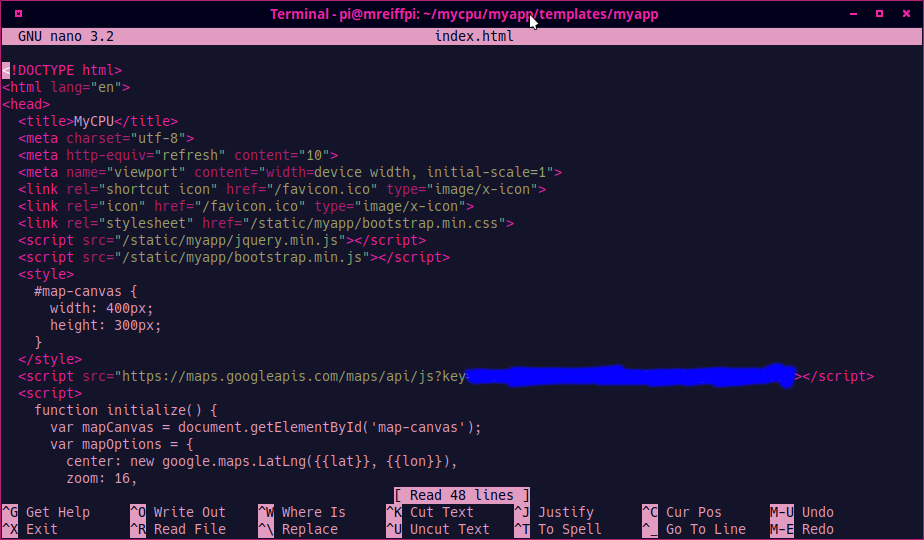 Terminal - pi@mreiffpi: ~/mycpu/myapp/templates/myapp
GNU nano 3.2 index.html
<!DOCTYPE html>
<html lang="en">
<head>
<title>MyCPU</title>
<meta charset="utf-8">
<meta http-equiv="refresh" content="10">
<meta name="viewport" content="width=device width, initial-scale=1">
<link rel="shortcut icon" href="/favicon.ico" type="image/x-icon">
<link rel="icon" href="/favicon.ico" type="image/x-icon">
<link rel="stylesheet" href="/static/myapp/bootstrap.min.css">
<script src="/static/myapp/jquery.min.js"></script>
<script src="/static/myapp/bootstrap.min.js"></script>
<style>
#map-canvas {
width: 400px;
height: 300px;
}
</style>
<script src="https://maps.googleapis.com/maps/api/js?key ></script>
<script>
function initialize() {
var mapCanvas = document.getElementById('map-canvas');
var mapOptions = {
center: new google.maps.LatLng({{lat}}, {{lon}}),
zoom: 16,
[ Read 48 lines ]
^G Get Help ^O Write Out ^W Where Is ^K Cut Text ^J Justify ^C Cur Pos M-U Undo
^X Exit ^R Read File ^\ Replace ^U Uncut Text ^T To Spell ^_ Go To Line M-E Redo